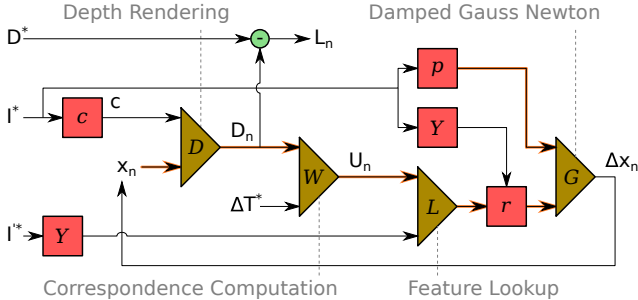 Depth Rendering
Damped Gauss Newton
D*
-
Lₙ
p
I*
c
c
Y
D
Dₙ
xₙ
W
Uₙ
G
Δxₙ
ΔT*
L
r
I'*
Y
Correspondence Computation
Feature Lookup